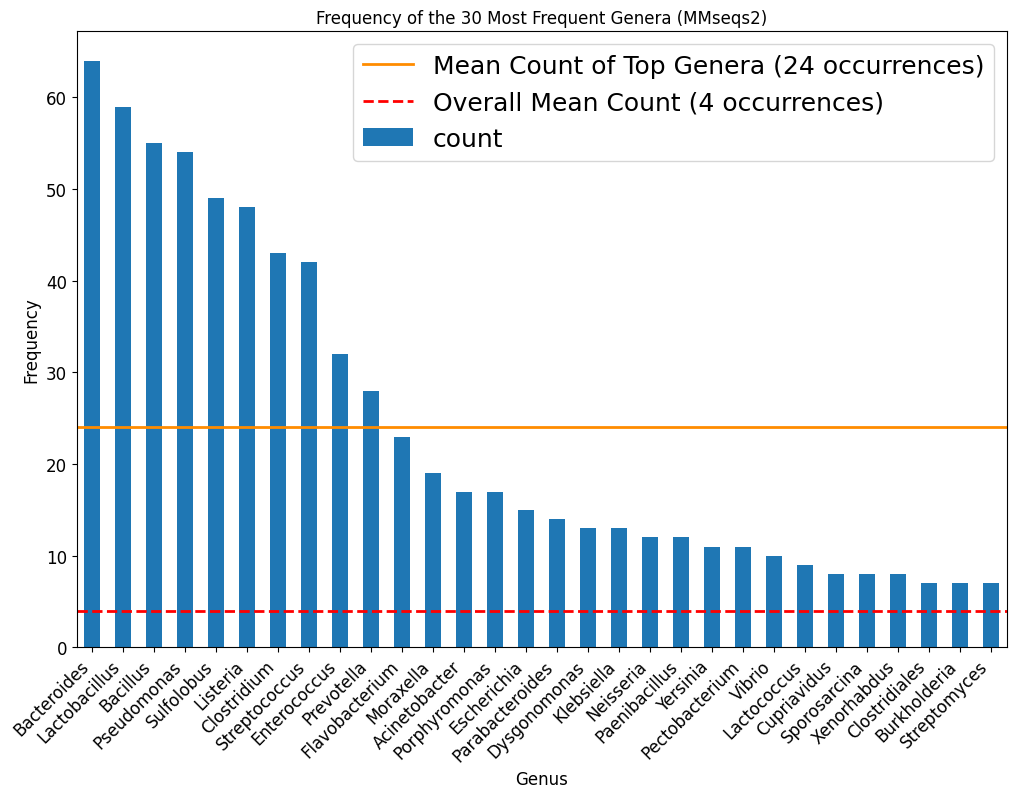 Frequency of the 30 Most Frequent Genera (MMseqs2)
Mean Count of Top Genera (24 occurrences)
Overall Mean Count (4 occurrences)
count
Frequency
60
50
40
30
20
10
0
Bacteroides
Lactobacillus
Bacillus
Pseudomonas
Sulfolobus
Listeria
Clostridium
Streptococcus
Enterococcus
Prevotella
Flavobacterium
Moraxella
Acinetobacter
Porphyromonas
Escherichia
Parabacteroides
Dysgonomonas
Klebsiella
Neisseria
Paenibacillus
Yersinia
Pectobacterium
Vibrio
Lactococcus
Cupriavidus
Sporosarcina
Xenorhabdus
Clostridiales
Burkholderia
Streptomyces
Genus